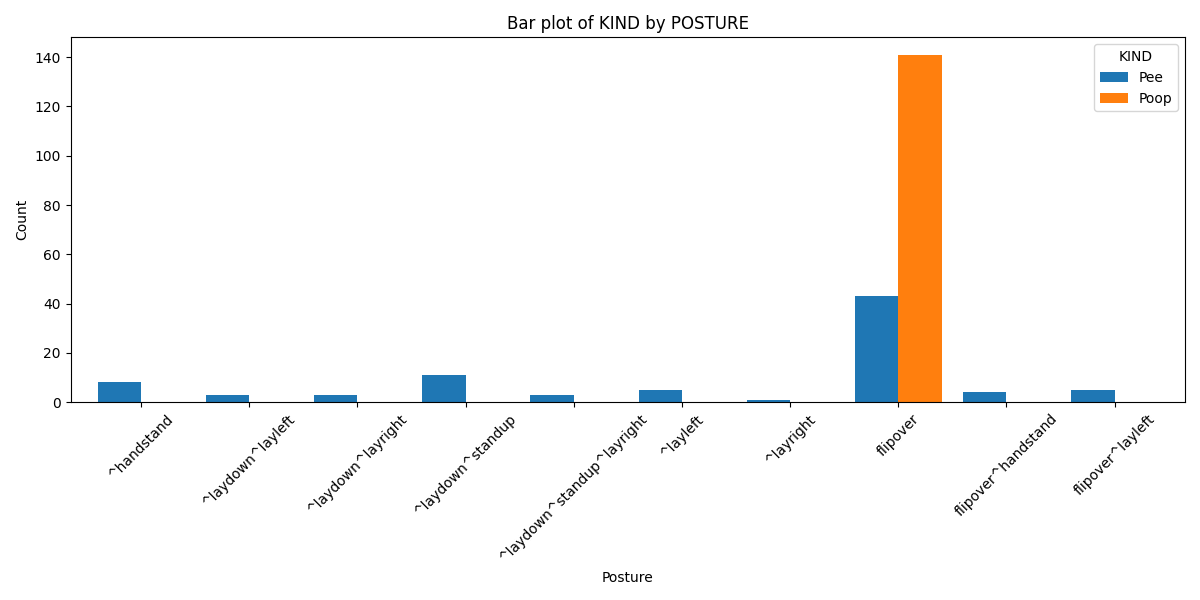 Bar plot of KIND by POSTURE
KIND
Pee
Poop
Count
140
120
100
80
60
40
20
0
^handstand
^laydown^layleft
^laydown^layright
^laydown^standup
^laydown^standup^layright
^layleft
^layright
flipover
flipover^handstand
flipover^layleft
Posture